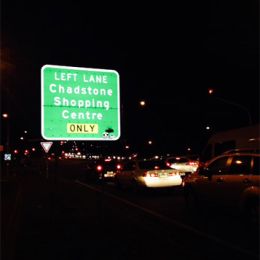 LEFT LANE
Chadstone
Shopping
Centre
ONLY